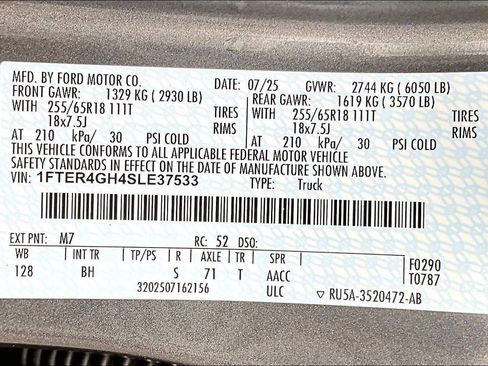 MFD. BY FORD MOTOR CO. DATE: 07/25 GVWR: 2744 KG ( 6050 LB)
FRONT GAWR: 1329 KG ( 2930 LB) REAR GAWR: 1619 KG ( 3570 LB)
WITH 255/65R18 111T TIRES WITH 255/65R18 111T TIRES
18x7.5J RIMS 18x7.5J RIMS
AT 210 kPa/ 30 PSI COLD AT 210 kPa/ 30 PSI COLD
THIS VEHICLE CONFORMS TO ALL APPLICABLE FEDERAL MOTOR VEHICLE
SAFETY STANDARDS IN EFFECT ON THE DATE OF MANUFACTURE SHOWN ABOVE.
VIN: 1FTER4GH4SLE37533 TYPE: Truck
EXT PNT: M7 RC: 52 DSO:
WB INT TR TP/PS R AXLE TR SPR F0290
128 BH S 71 T AACC T0787
3202507162156 ULC ▽ RU5A-3520472-AB